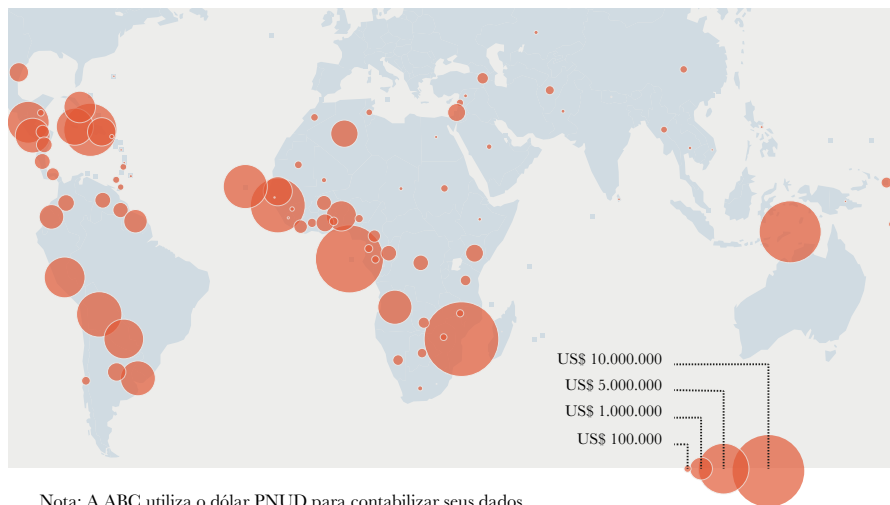 US$ 10.000.000
US$ 5.000.000
US$ 1.000.000
US$ 100.000
Nota: A ABC utiliza o dólar PNUD para contabilizar seus dados